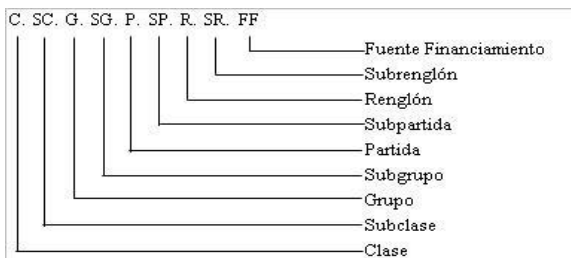 C. SC. G. SG. P. SP. R. SR. FF
Fuente Financiamiento
Subrenglón
Renglón
Subpartida
Partida
Subgrupo
Grupo
Subclase
Clase